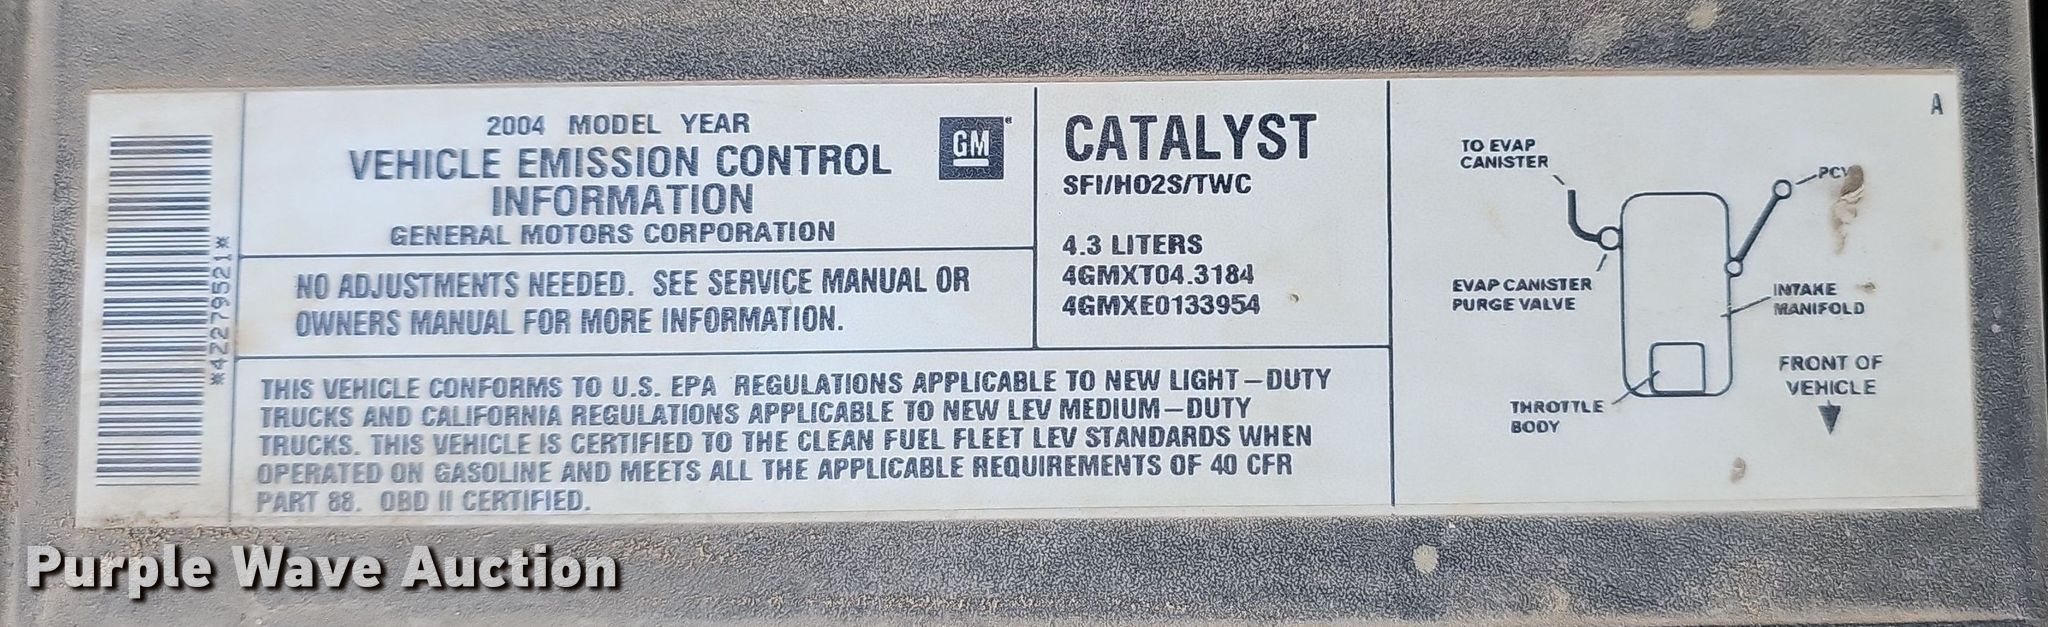 *422795521*
2004 MODEL YEAR
VEHICLE EMISSION CONTROL
INFORMATION
GENERAL MOTORS CORPORATION
GM
NO ADJUSTMENTS NEEDED. SEE SERVICE MANUAL OR
OWNERS MANUAL FOR MORE INFORMATION.
CATALYST
SFI/HO2S/TWC
4.3 LITERS
4GMXT04.3184
4GMXE0133954
THIS VEHICLE CONFORMS TO U.S. EPA REGULATIONS APPLICABLE TO NEW LIGHT-DUTY
TRUCKS AND CALIFORNIA REGULATIONS APPLICABLE TO NEW LEV MEDIUM-DUTY
TRUCKS. THIS VEHICLE IS CERTIFIED TO THE CLEAN FUEL FLEET LEV STANDARDS WHEN
OPERATED ON GASOLINE AND MEETS ALL THE APPLICABLE REQUIREMENTS OF 40 CFR
PART 88. OBD II CERTIFIED.
A
TO EVAP
CANISTER
PCV
EVAP CANISTER
PURGE VALVE
INTAKE
MANIFOLD
FRONT OF
VEHICLE
THROTTLE
BODY
Purple Wave Auction